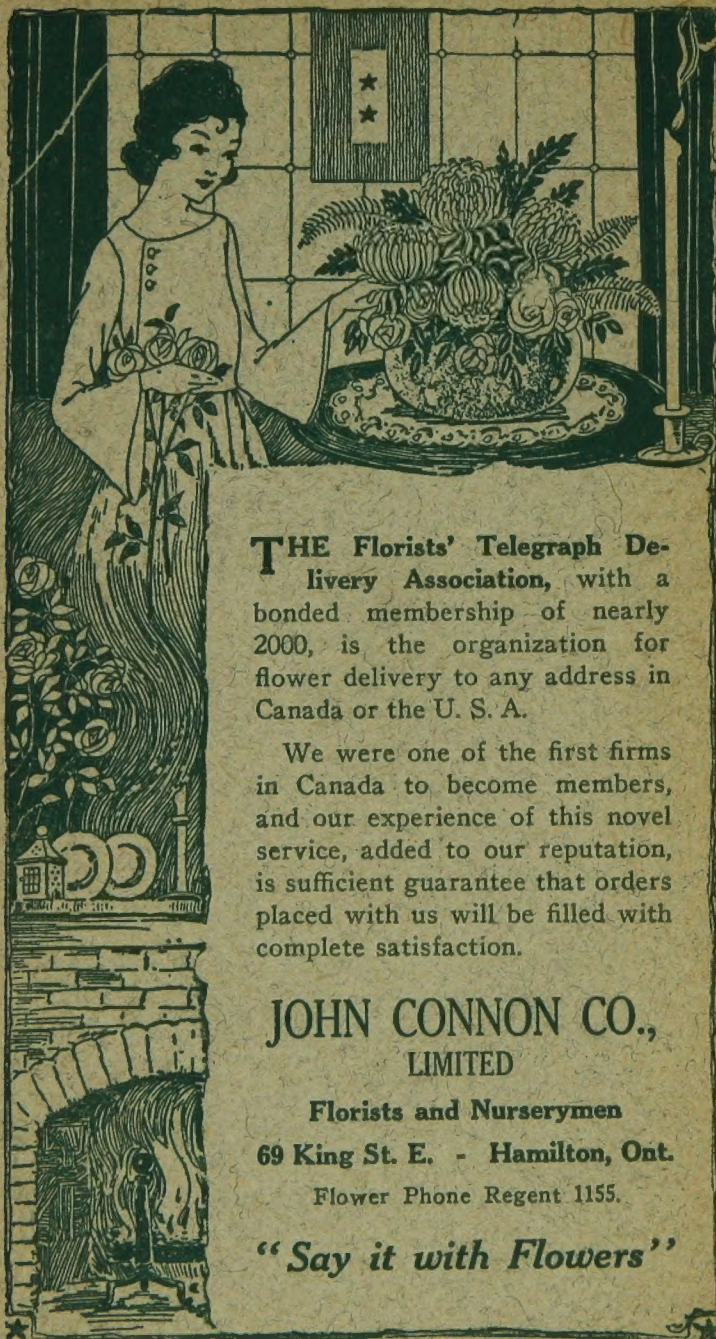 THE Florists' Telegraph De-
livery Association, with a
bonded membership of nearly
2000, is the organization for
flower delivery to any address in
Canada or the U. S. A.
We were one of the first firms
in Canada to become members,
and our experience of this novel
service, added to our reputation,
is sufficient guarantee that orders
placed with us will be filled with
complete satisfaction.
JOHN CONNON CO.,
LIMITED
Florists and Nurserymen
69 King St. E. - Hamilton, Ont.
Flower Phone Regent 1155.
"Say it with Flowers"